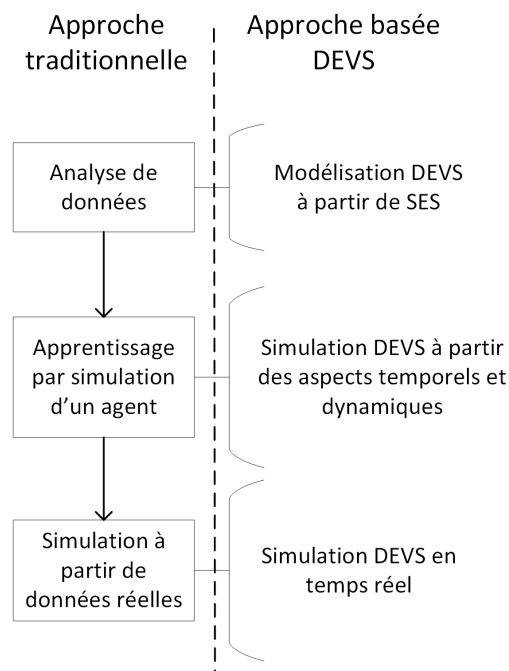 Approche
traditionnelle
Approche basée
DEVS
Analyse de
données
Modélisation DEVS
à partir de SES
Apprentissage
par simulation
d'un agent
Simulation DEVS à partir
des aspects temporels et
dynamiques
Simulation à
partir de
données réelles
Simulation DEVS en
temps réel